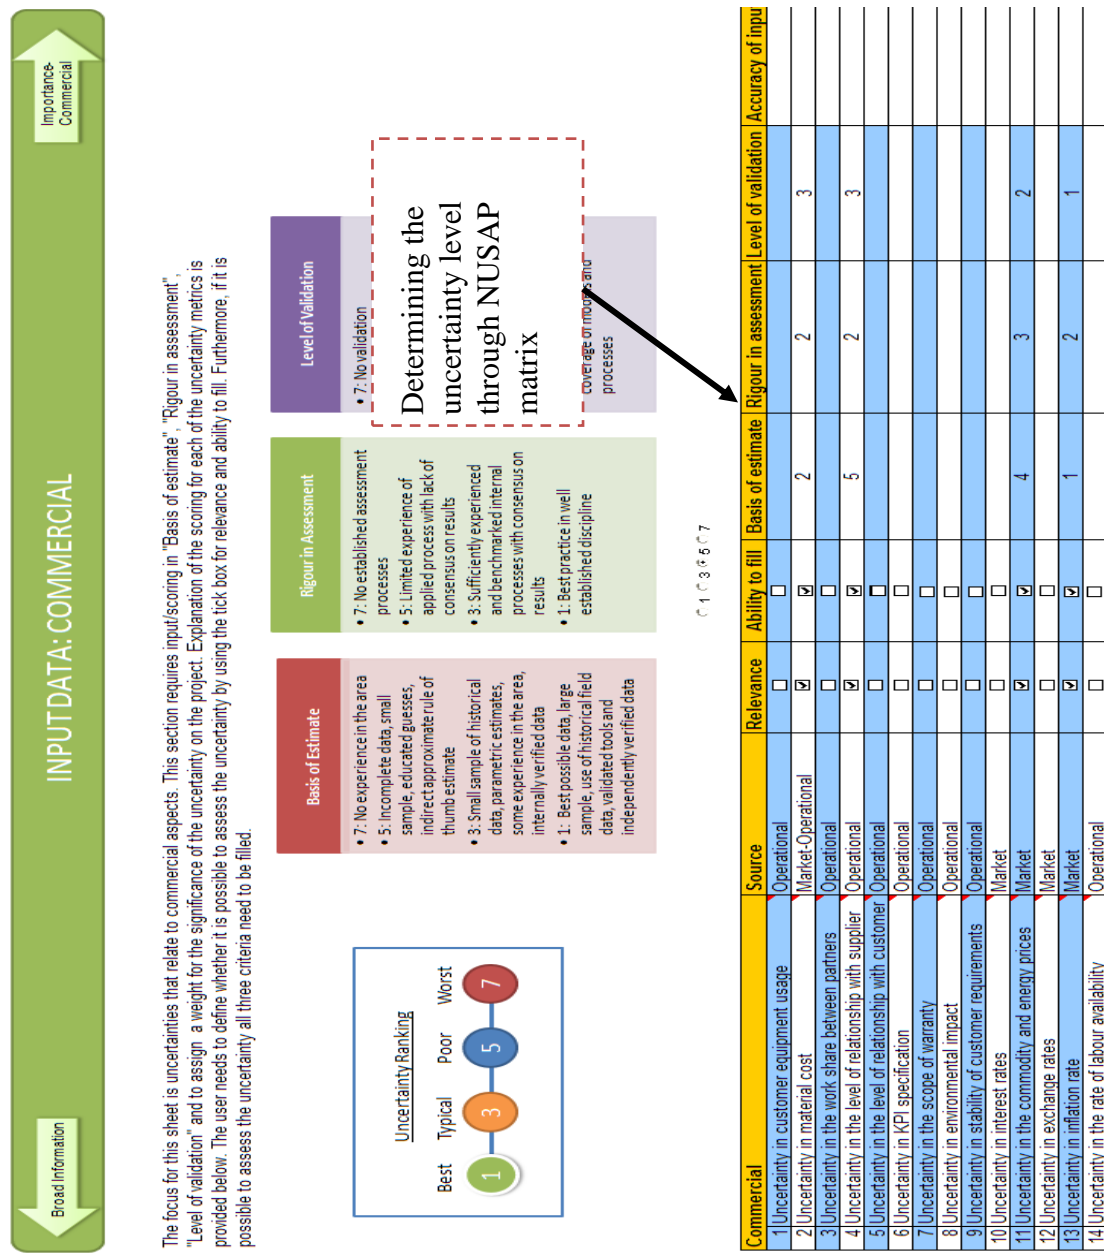 Broad Information
INPUT DATA: COMMERCIAL
Importance-
Commercial
The focus for this sheet is uncertainties that relate to commercial aspects. This section requires input/scoring in "Basis of estimate", "Rigour in assessment",
"Level of validation" and to assign a weight for the significance of the uncertainty on the project. Explanation of the scoring for each of the uncertainty metrics is
provided below. The user needs to define whether it is possible to assess the uncertainty by using the tick box for relevance and ability to fill. Furthermore, if it is
possible to assess the uncertainty all three criteria need to be filled.
Uncertainty Ranking
Best Typical Poor Worst
1 3 5 7
Basis of Estimate
• 7: No experience in the area
• 5: Incomplete data, small
sample, educated guesses,
indirect approximate rule of
thumb estimate
• 3: Small sample of historical
data, parametric estimates,
some experience in the area,
internally verified data
• 1: Best possible data, large
sample, use of historical field
data, validated tools and
independently verified data
Rigour in Assessment
• 7: No established assessment
processes
• 5: Limited experience of
applied process with lack of
consensus on results
• 3: Sufficiently experienced
and benchmarked internal
processes with consensus on
results
• 1: Best practice in well
established discipline
Level of Validation
• 7: No validation
coverage of models and
processes
Determining the
uncertainty level
through NUSAP
matrix
1 3 5 7
Commercial Source Relevance Ability to fill Basis of estimate Rigour in assessment Level of validation Accuracy of inpu
1 Uncertainty in customer equipment usage Operational
2 Uncertainty in material cost Market-Operational 2 2 3
3 Uncertainty in the work share between partners Operational
4 Uncertainty in the level of relationship with supplier Operational 5 2 3
5 Uncertainty in the level of relationship with customer Operational
6 Uncertainty in KPI specification Operational
7 Uncertainty in the scope of warranty Operational
8 Uncertainty in environmental impact Operational
9 Uncertainty in stability of customer requirements Operational
10 Uncertainty in interest rates Market
11 Uncertainty in the commodity and energy prices Market 4 3 2
12 Uncertainty in exchange rates Market
13 Uncertainty in inflation rate Market 1 2 1
14 Uncertainty in the rate of labour availability Operational